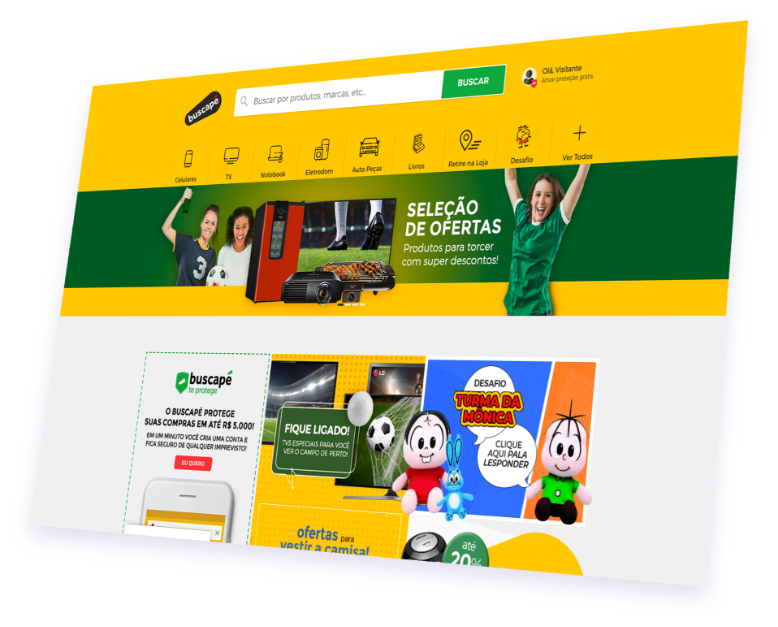 buscapé
Buscar por produtos, marcas, etc...
BUSCAR
Olá, Visitante
Ativar proteção grátis
Celulares
TV
Notebook
Eletrodom
Auto Peças
Livros
Retire na Loja
Desafio
Ver Todos
3
SELEÇÃO
DE OFERTAS
Produtos para torcer
com super descontos!
buscapé
te protege
O BUSCAPÉ PROTEGE
SUAS COMPRAS EM ATÉ R$ 5.000!
EM UM MINUTO VOCÊ CRIA UMA CONTA E
FICA SEGURO DE QUALQUER IMPREVISTO!
EU QUERO
LG
FIQUE LIGADO!
TVS ESPECIAIS PARA VOCÊ
VER O CAMPO DE PERTO!
DESAFIO
TURMA DA
MÔNICA
CLIQUE
AQUI PALA
LESPONDER
ofertas para
vestir a camisa!
até
20%